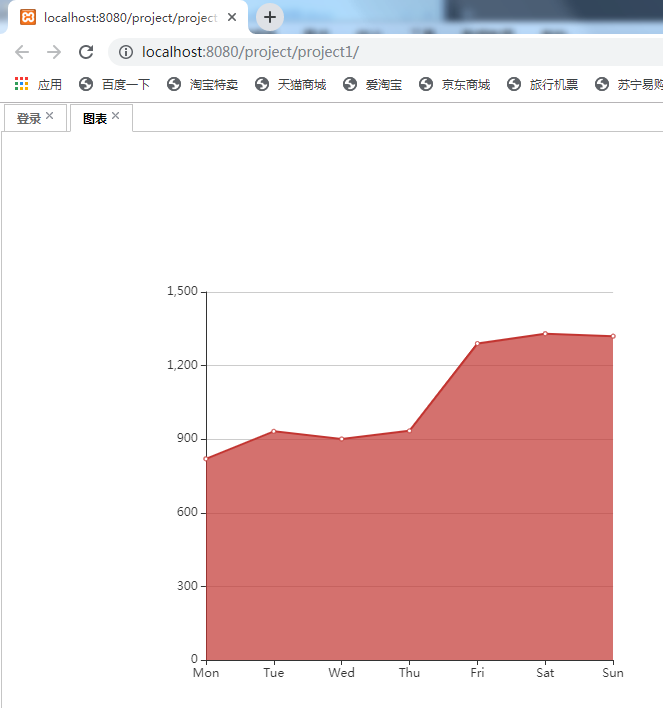 localhost:8080/project/project
localhost:8080/project/project1/
应用 百度一下 淘宝特卖 天猫商城 爱淘宝 京东商城 旅行机票 苏宁易购
登录 图表
1,500
1,200
900
600
300
0
Mon Tue Wed Thu Fri Sat Sun